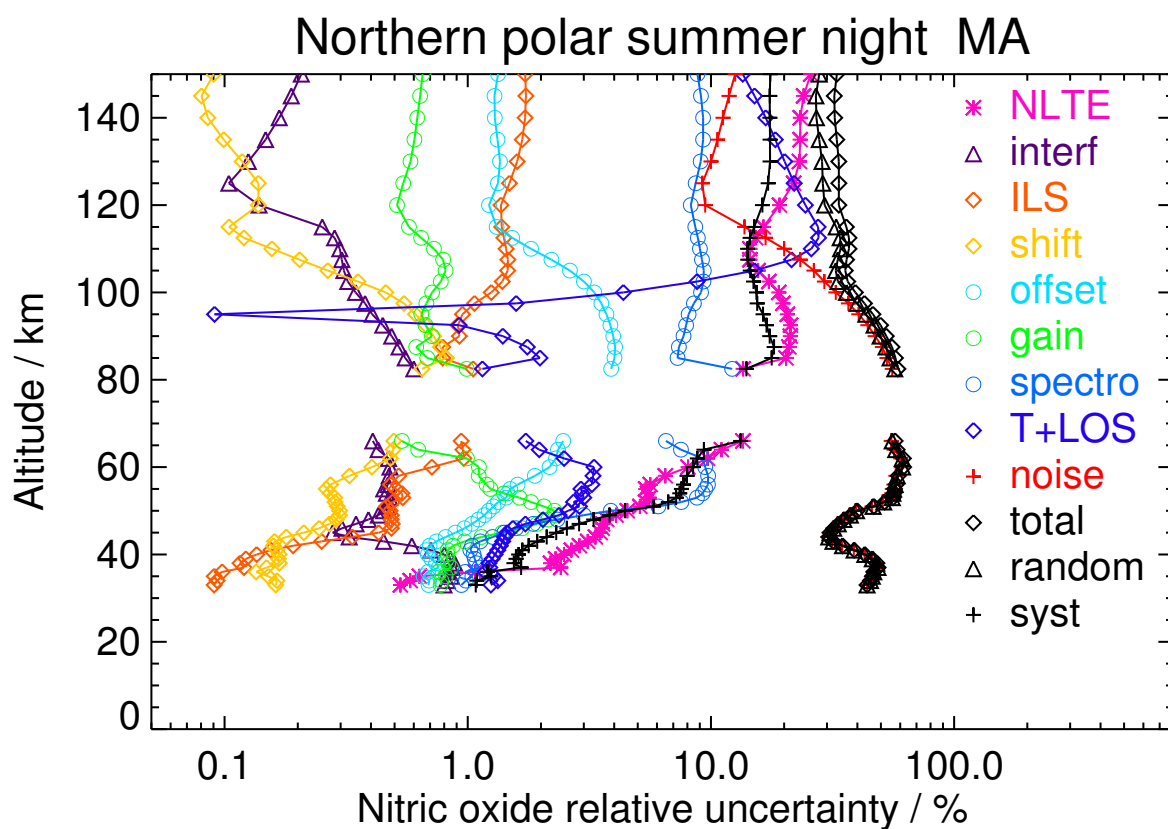 Northern polar summer night MA
Altitude / km
140
120
100
80
60
40
20
0
0.1
1.0
10.0
100.0
Nitric oxide relative uncertainty / %
NLTE
interf
ILS
shift
offset
gain
spectro
T+LOS
noise
total
random
syst